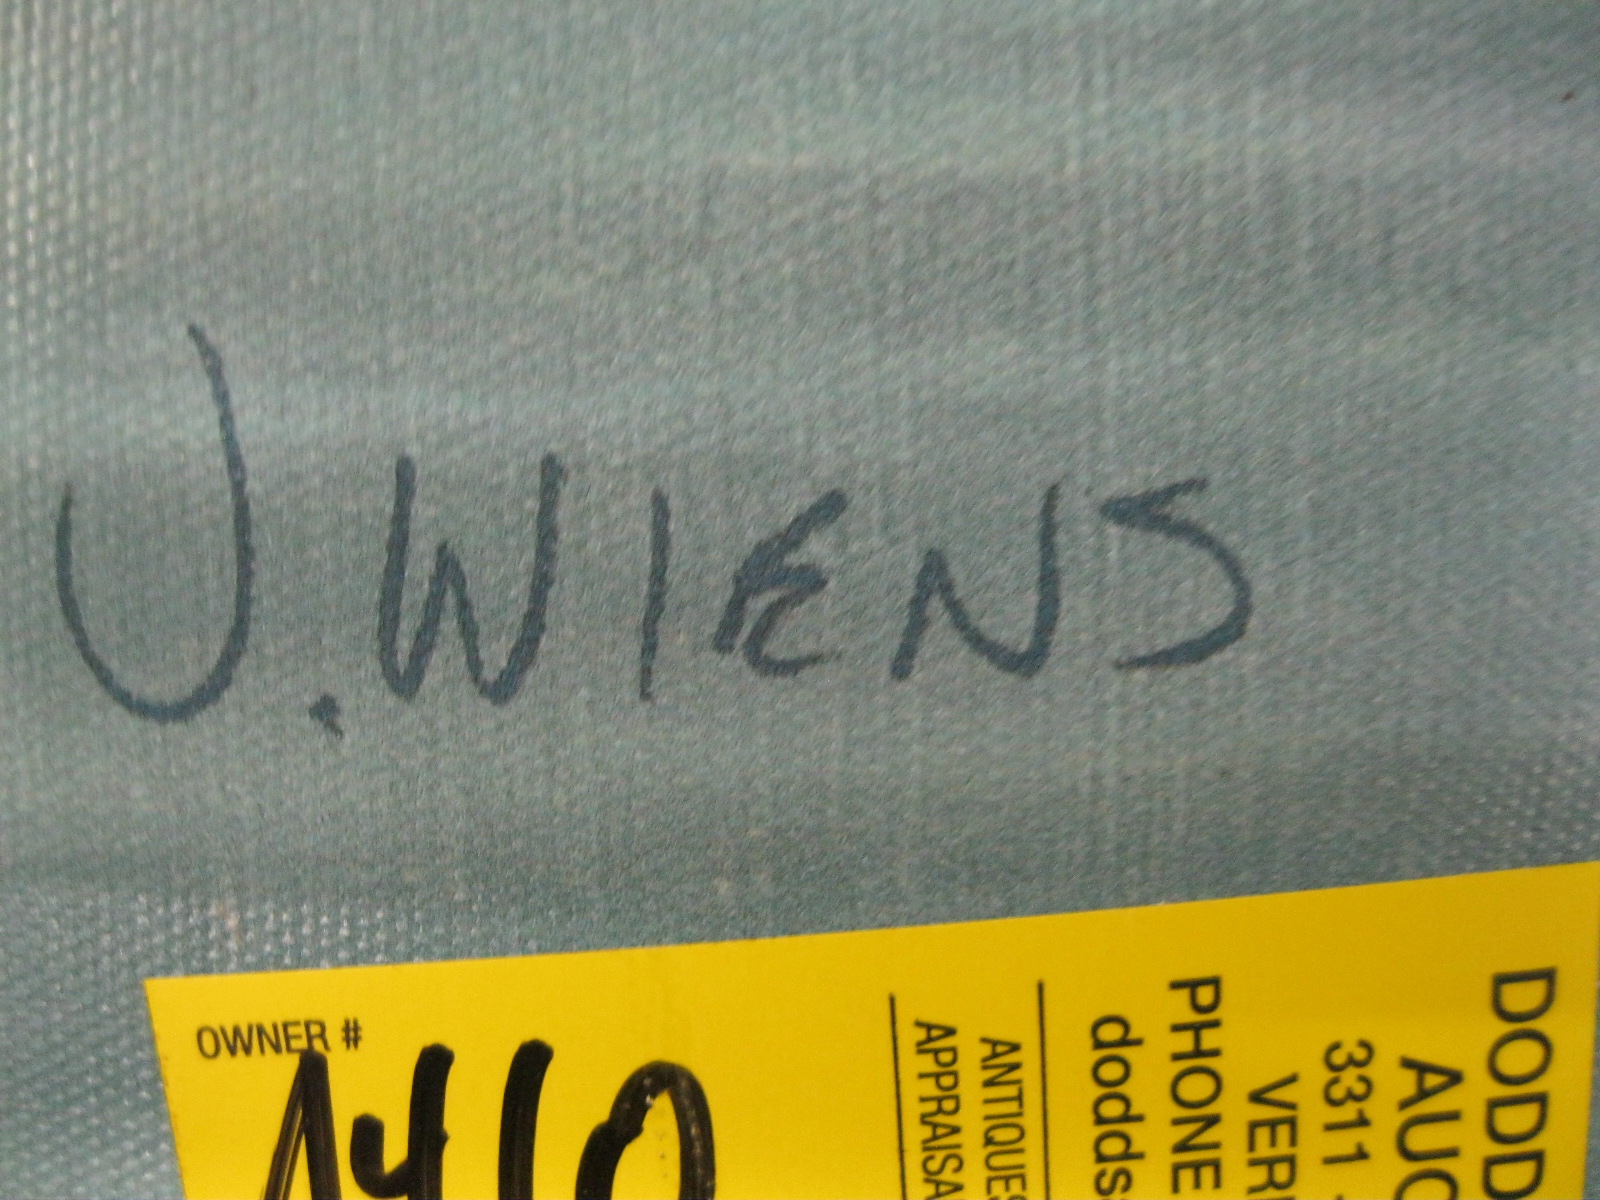 J. WIENS
OWNER #
1410
DODD
AUC
3311
VER
PHONE
dodds
ANTIQUES
APPRAISA